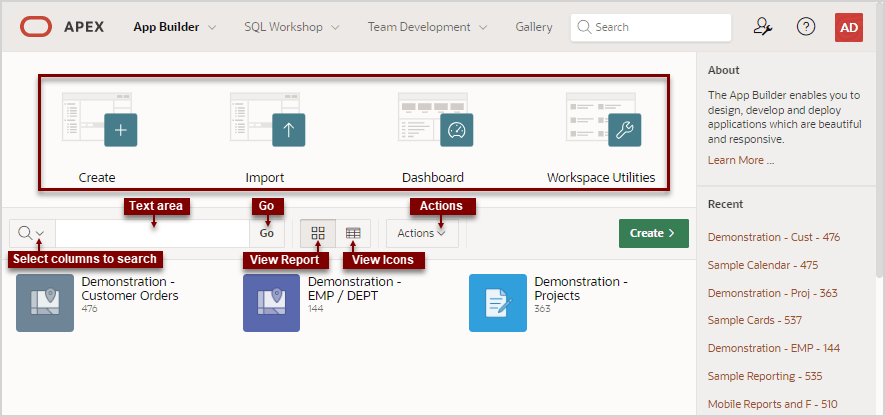 APEX
App Builder
SQL Workshop
Team Development
Gallery
Search
AD
Create
Import
Dashboard
Workspace Utilities
Text area
Go
Actions
Go
Actions
Create >
Select columns to search
View Report
View Icons
Demonstration -
Customer Orders
476
Demonstration -
EMP / DEPT
144
Demonstration -
Projects
363
About
The App Builder enables you to
design, develop and deploy
applications which are beautiful
and responsive.
Learn More ...
Recent
Demonstration - Cust - 476
Sample Calendar - 475
Demonstration - Proj - 363
Sample Cards - 537
Demonstration - EMP - 144
Sample Reporting - 535
Mobile Reports and F - 510